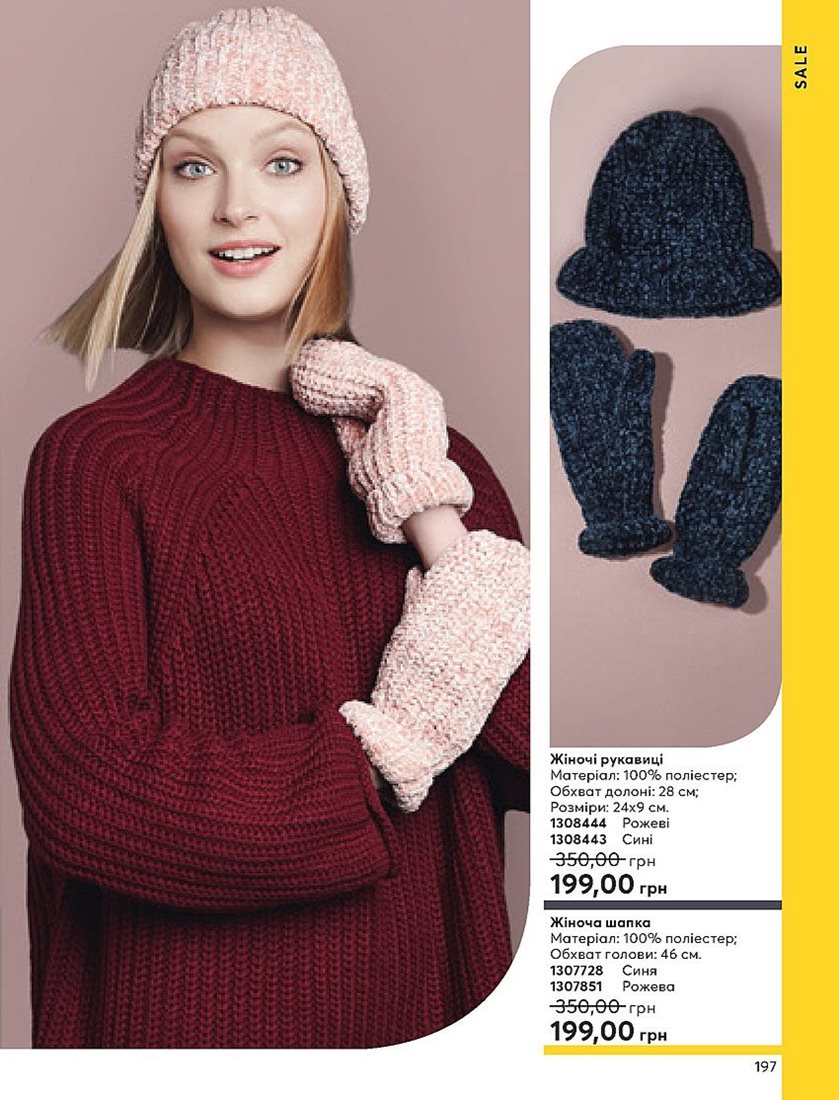 SALE
Жіночі рукавиці
Матеріал: 100% поліестер;
Обхват долоні: 28 см;
Розміри: 24x9 см.
1308444 Рожеві
1308443 Сині
350,00 грн
199,00 грн
Жіноча шапка
Матеріал: 100% поліестер;
Обхват голови: 46 см.
1307728 Синя
1307851 Рожева
350,00 грн
199,00 грн
197